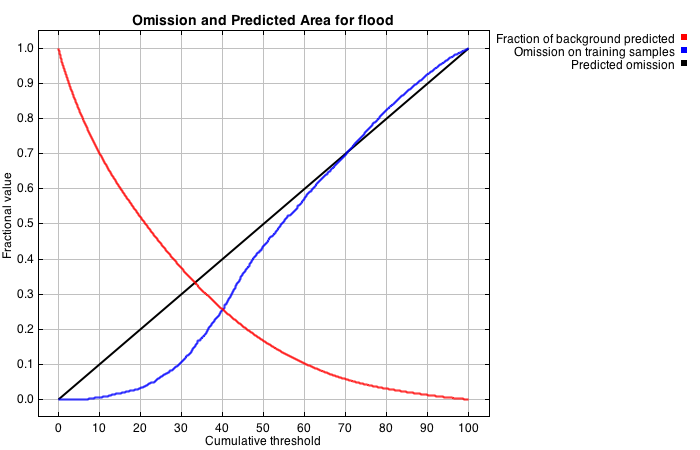 Omission and Predicted Area for flood
Fraction of background predicted
Omission on training samples
Predicted omission
Fractional value
1.0
0.9
0.8
0.7
0.6
0.5
0.4
0.3
0.2
0.1
0.0
0 10 20 30 40 50 60 70 80 90 100
Cumulative threshold